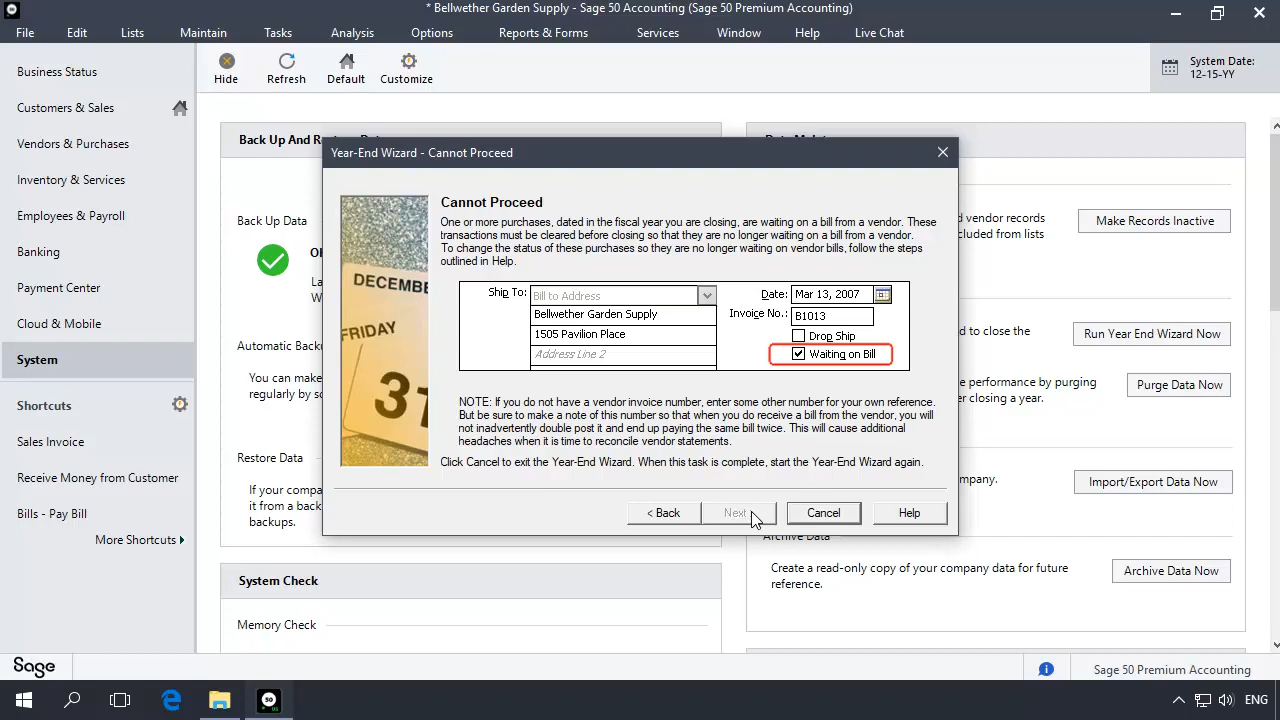 * Bellwether Garden Supply - Sage 50 Accounting (Sage 50 Premium Accounting)
File Edit Lists Maintain Tasks Analysis Options Reports & Forms Services Window Help Live Chat
Business Status
Customers & Sales
Vendors & Purchases
Inventory & Services
Employees & Payroll
Banking
Payment Center
Cloud & Mobile
System
Shortcuts
Sales Invoice
Receive Money from Customer
Bills - Pay Bill
More Shortcuts
Hide Refresh Default Customize
System Date:
12-15-YY
Back Up And
Back Up Data
Automatic Back
You can make
regularly by
Restore Data
If your compa
it from a back
backups.
System Check
Memory Check
Year-End Wizard - Cannot Proceed
Cannot Proceed
One or more purchases, dated in the fiscal year you are closing, are waiting on a bill from a vendor. These
transactions must be cleared before closing so that they are no longer waiting on a bill from a vendor.
To change the status of these purchases so they are no longer waiting on vendor bills, follow the steps
outlined in Help.
DECEMBE
FRIDAY
31
Ship To: Bill to Address
Bellwether Garden Supply
1505 Pavilion Place
Address Line 2
Date: Mar 13, 2007
Invoice No.: B1013
Drop Ship
Waiting on Bill
NOTE: If you do not have a vendor invoice number, enter some other number for your own reference.
But be sure to make a note of this number so that when you do receive a bill from the vendor, you will
not inadvertently double post it and end up paying the same bill twice. This will cause additional
headaches when it is time to reconcile vendor statements.
Click Cancel to exit the Year-End Wizard. When this task is complete, start the Year-End Wizard again.
< Back Next Cancel Help
d vendor records
cluded from lists
Make Records Inactive
d to close the
Run Year End Wizard Now
e performance by purging
er closing a year.
Purge Data Now
mpany.
Import/Export Data Now
Archive Data
Create a read-only copy of your company data for future
reference.
Archive Data Now
Sage
Sage 50 Premium Accounting
50
US
ENG